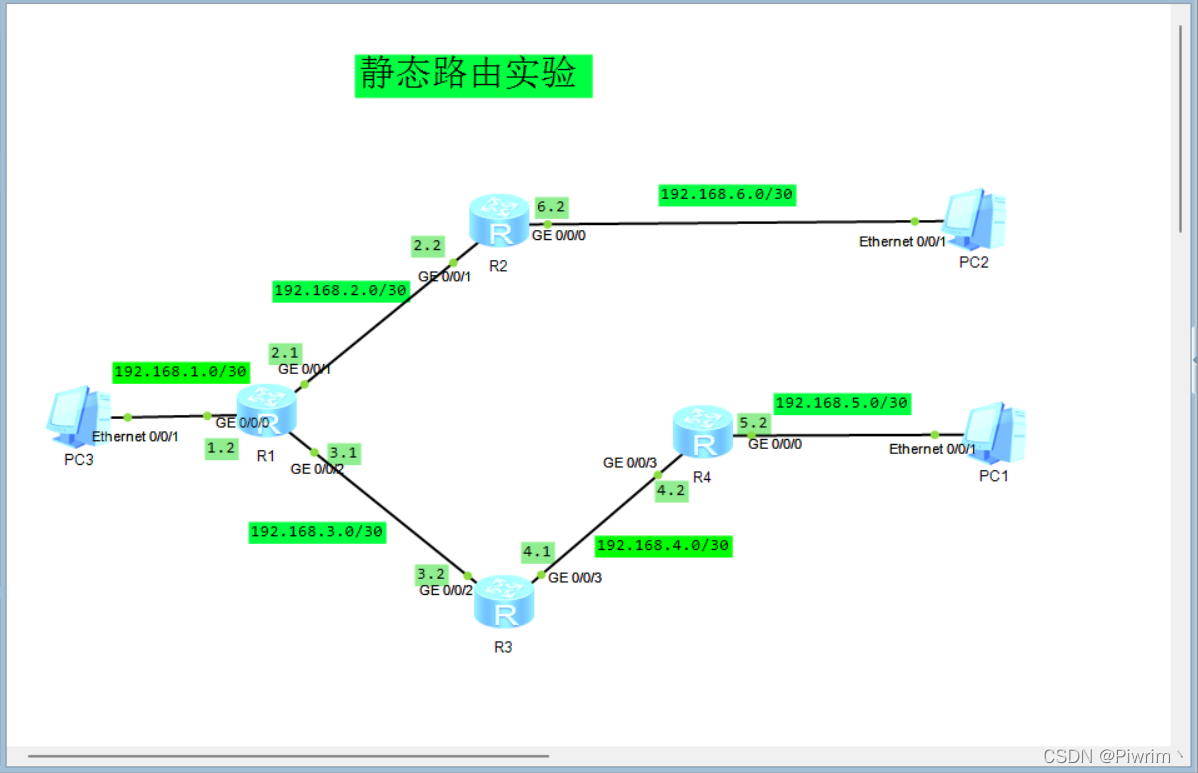 静态路由实验
192.168.6.0/30
6.2
GE 0/0/0
Ethernet 0/0/1
PC2
2.2
GE 0/0/1
R
R2
192.168.2.0/30
2.1
GE 0/0/1
192.168.1.0/30
Ethernet 0/0/1
PC3
GE 0/0/0
1.2
R
R1
3.1
GE 0/0/2
192.168.5.0/30
5.2
GE 0/0/0
Ethernet 0/0/1
PC1
GE 0/0/3
R
R4
4.2
192.168.3.0/30
192.168.4.0/30
4.1
GE 0/0/3
3.2
GE 0/0/2
R
R3
CSDN @Piwrim丶